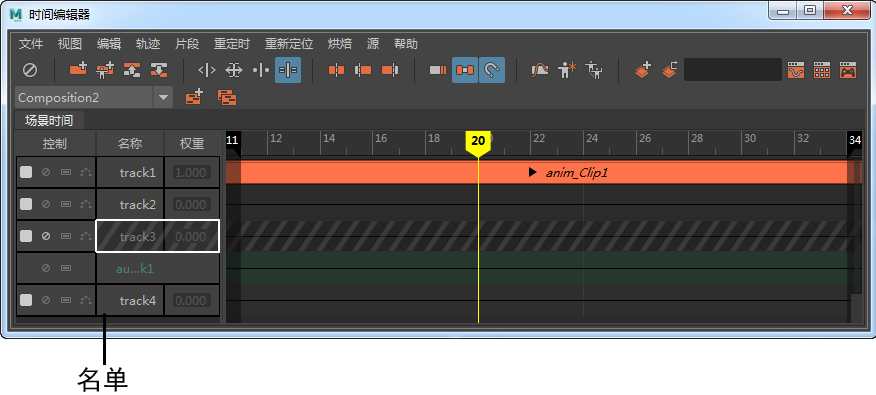 时间编辑器
文件 视图 编辑 轨迹 片段 重定时 重新定位 烘焙 源 帮助
Composition2
场景时间
控制 名称 权重 11 12 14 16 18 20 22 24 26 28 30 32 34
track1 1.000 anim_Clip1
track2 0.000
track3 0.000
au...k1
track4 0.000
名单